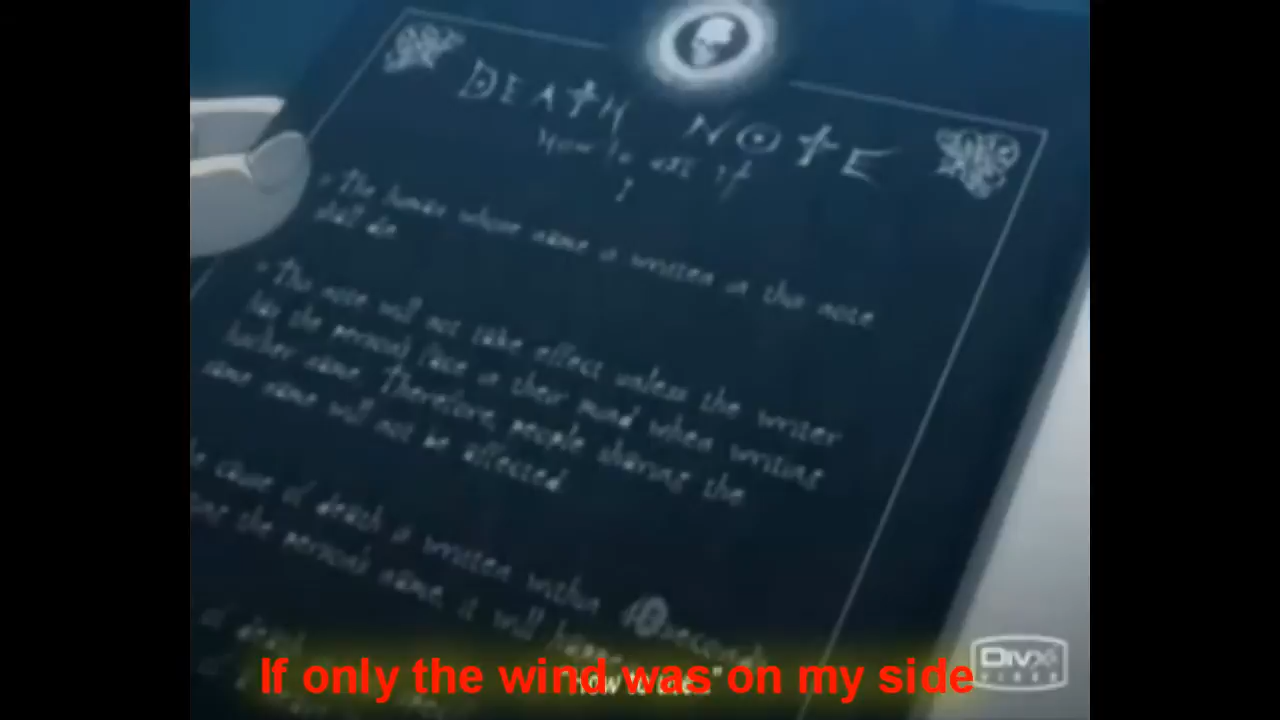 DEATH NOTE
How to use it
I
The human whose name is written in this note
shall die
This note will not take effect unless the writer
has the person's face in their mind when writing
his/her name. Therefore, people sharing the
same name will not be affected.
cause of death is written within 40 seconds
the person's name, it will
of death
If only the wind was on my side
DivX
VIDEO